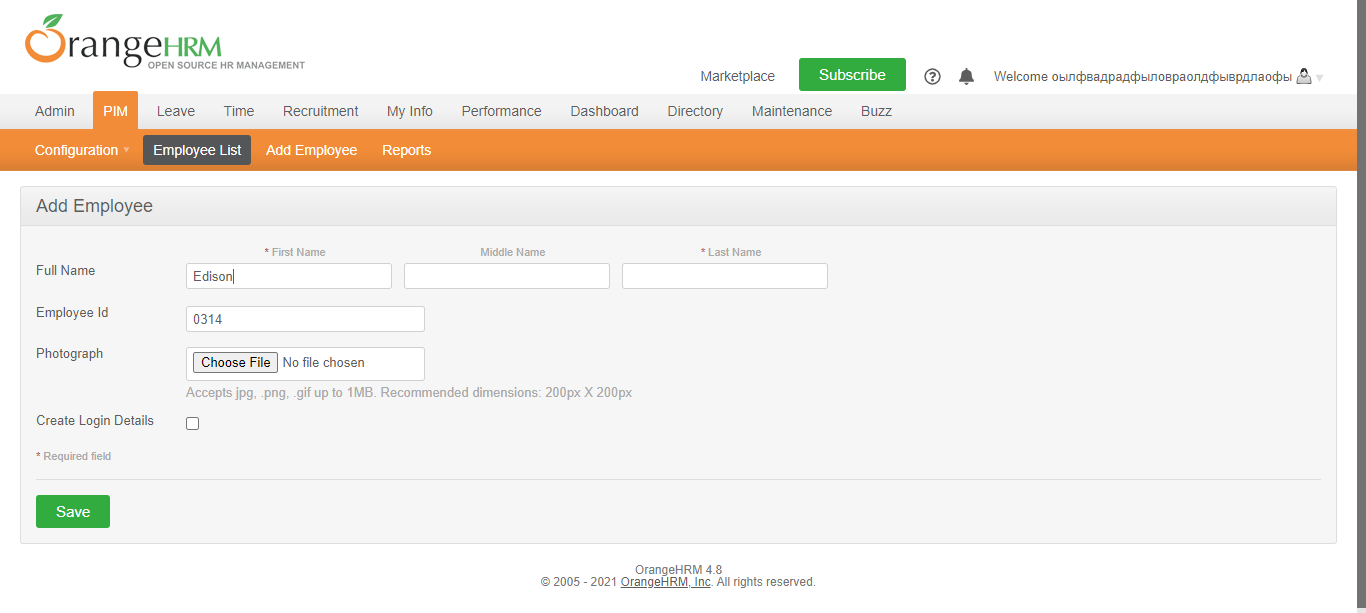 OrangeHRM
OPEN SOURCE HR MANAGEMENT
Marketplace Subscribe Welcome оылфвадрадфыловраолдфыврдлаофы
Admin PIM Leave Time Recruitment My Info Performance Dashboard Directory Maintenance Buzz
Configuration Employee List Add Employee Reports
Add Employee
* First Name Middle Name * Last Name
Full Name Edison
Employee Id 0314
Photograph Choose File No file chosen
Accepts jpg, .png, .gif up to 1MB. Recommended dimensions: 200px X 200px
Create Login Details
* Required field
Save
OrangeHRM 4.8
© 2005 - 2021 OrangeHRM, Inc. All rights reserved.